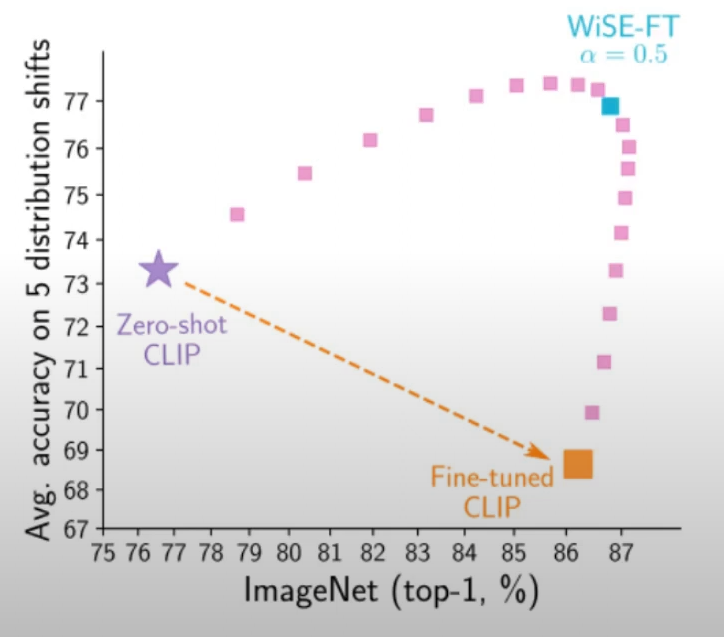 WiSE-FT
α = 0.5
Avg. accuracy on 5 distribution shifts
77
76
75
74
73
72
71
70
69
68
67
Zero-shot
CLIP
Fine-tuned
CLIP
75 76 77 78 79 80 81 82 83 84 85 86 87
ImageNet (top-1, %)